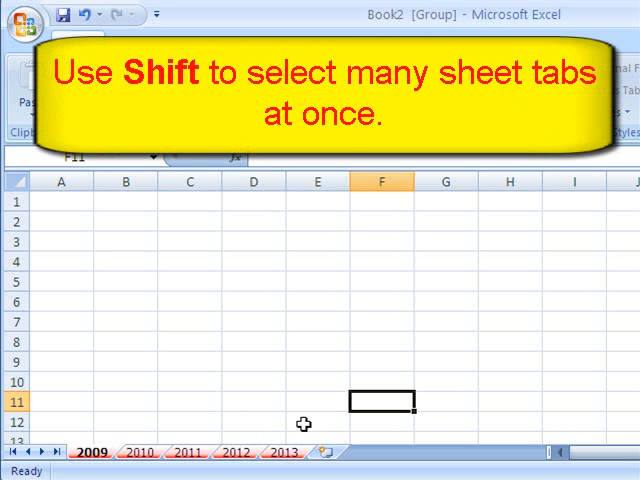 Book2 [Group] - Microsoft Excel
Use Shift to select many sheet tabs
at once.
F11
A B C D E F G H I J
1
2
3
4
5
6
7
8
9
10
11
12
13
2009 2010 2011 2012 2013
Ready